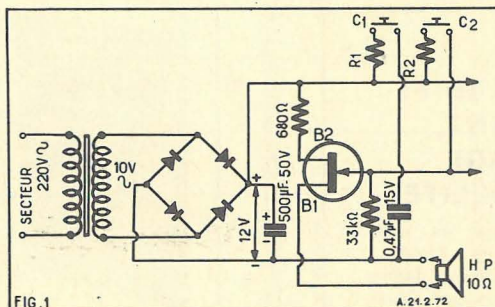 C1
C2
R1
R2
680Ω
B2
B1
SECTEUR
220V~
10V
~
+
12V
-
+
-
500µF-50V
33kΩ
0,47µF 15V
H P
10Ω
FIG.1
A.21.2.72